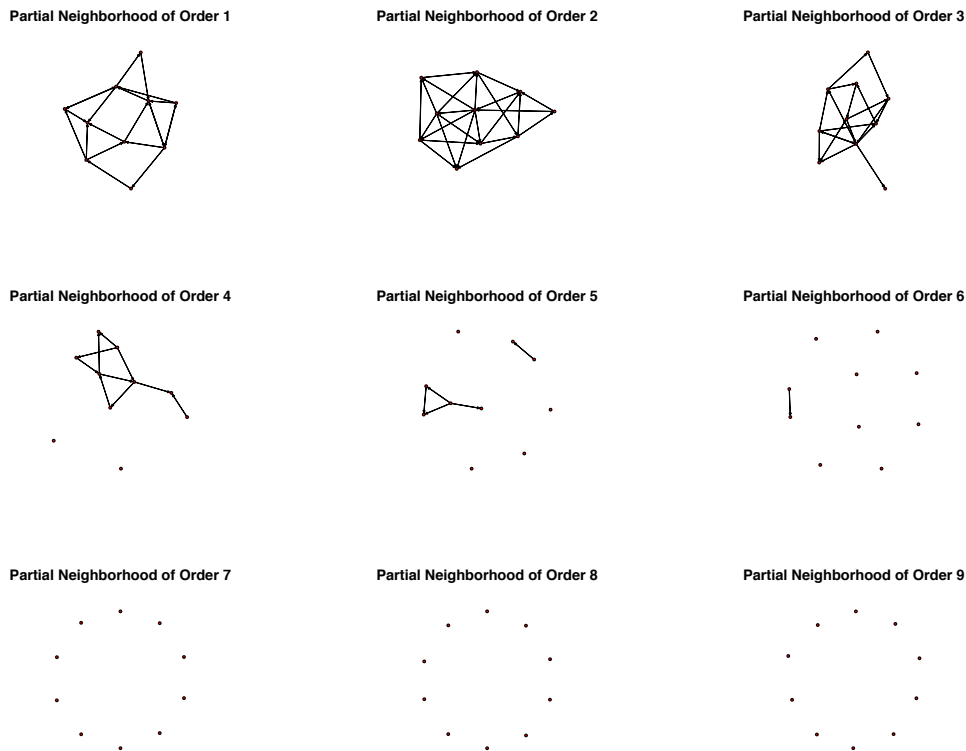 Partial Neighborhood of Order 1
Partial Neighborhood of Order 2
Partial Neighborhood of Order 3
Partial Neighborhood of Order 4
Partial Neighborhood of Order 5
Partial Neighborhood of Order 6
Partial Neighborhood of Order 7
Partial Neighborhood of Order 8
Partial Neighborhood of Order 9